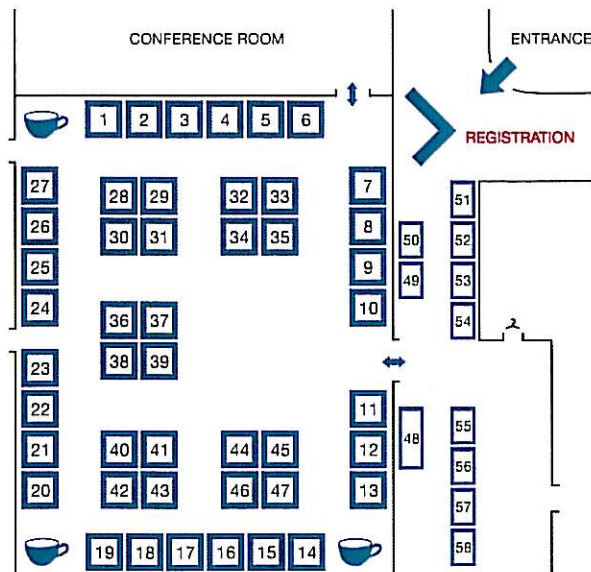 CONFERENCE ROOM
ENTRANCE
REGISTRATION
1 2 3 4 5 6
27 28 29 32 33 7 51
26 30 31 34 35 8 50 52
25 9 49 53
24 36 37 10 54
23 38 39
22 11 48 55
21 40 41 44 45 12 56
20 42 43 46 47 13 57
19 18 17 16 15 14 58